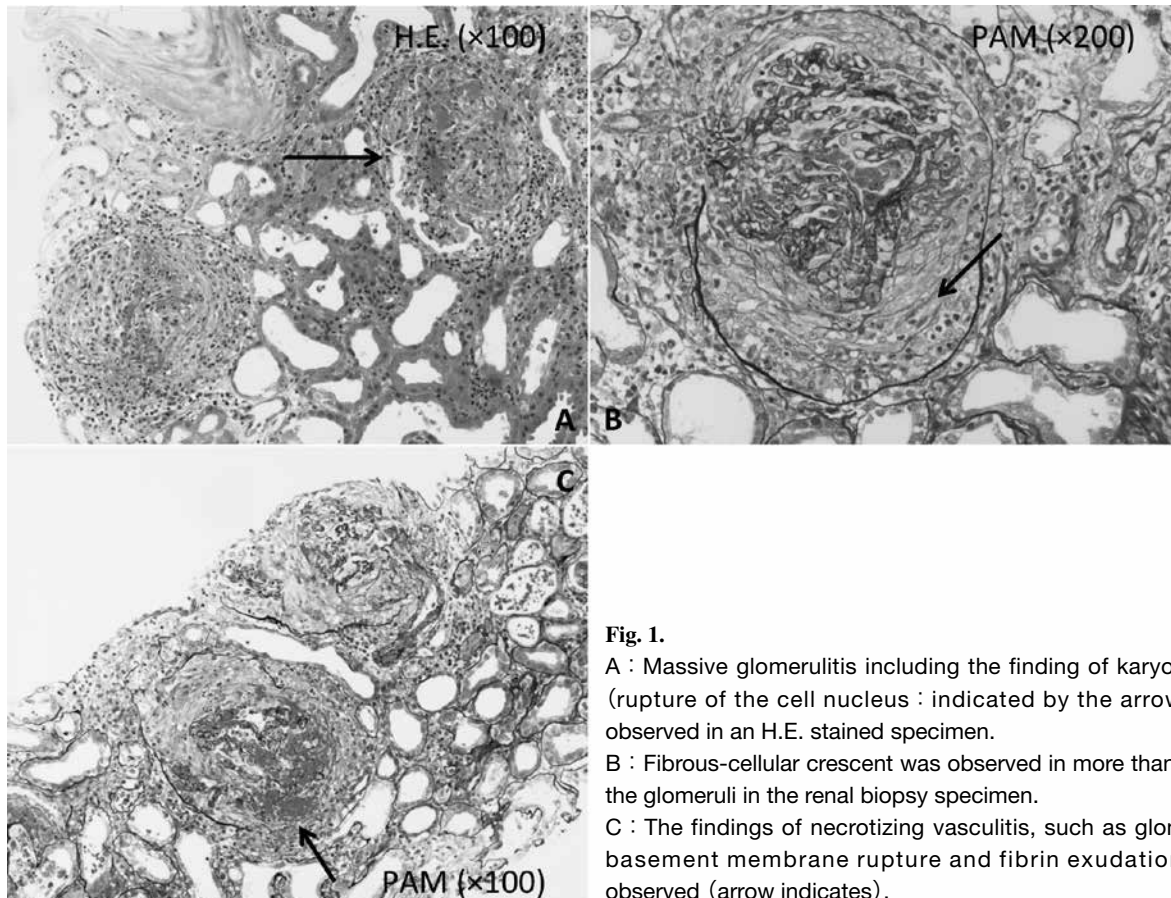 H.E. (×100)
A
PAM (×200)
B
C
PAM (×100)
Fig. 1.
A : Massive glomerulitis including the finding of karyo
(rupture of the cell nucleus : indicated by the arrow
observed in an H.E. stained specimen.
B : Fibrous-cellular crescent was observed in more than
the glomeruli in the renal biopsy specimen.
C : The findings of necrotizing vasculitis, such as glom
basement membrane rupture and fibrin exudation
observed (arrow indicates).